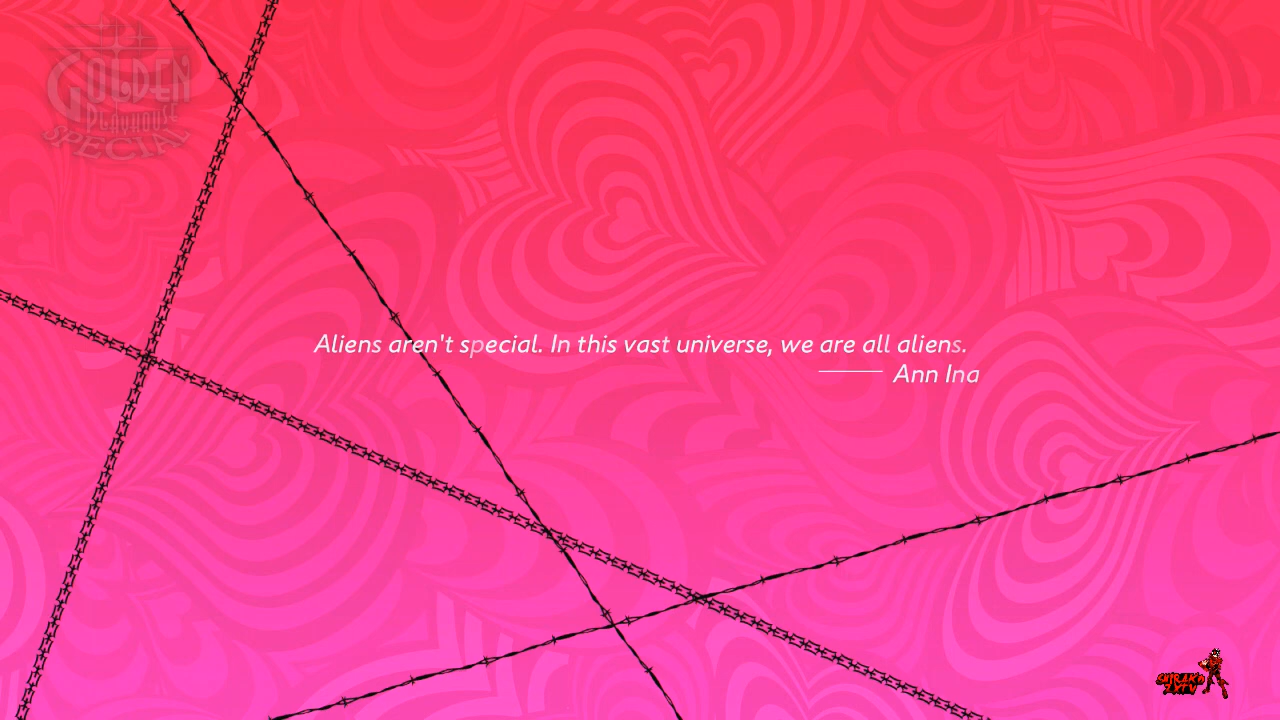 GOLDEN
PLAYHOUSE
SPECIAL
Aliens aren't special. In this vast universe, we are all aliens.
Ann Ina